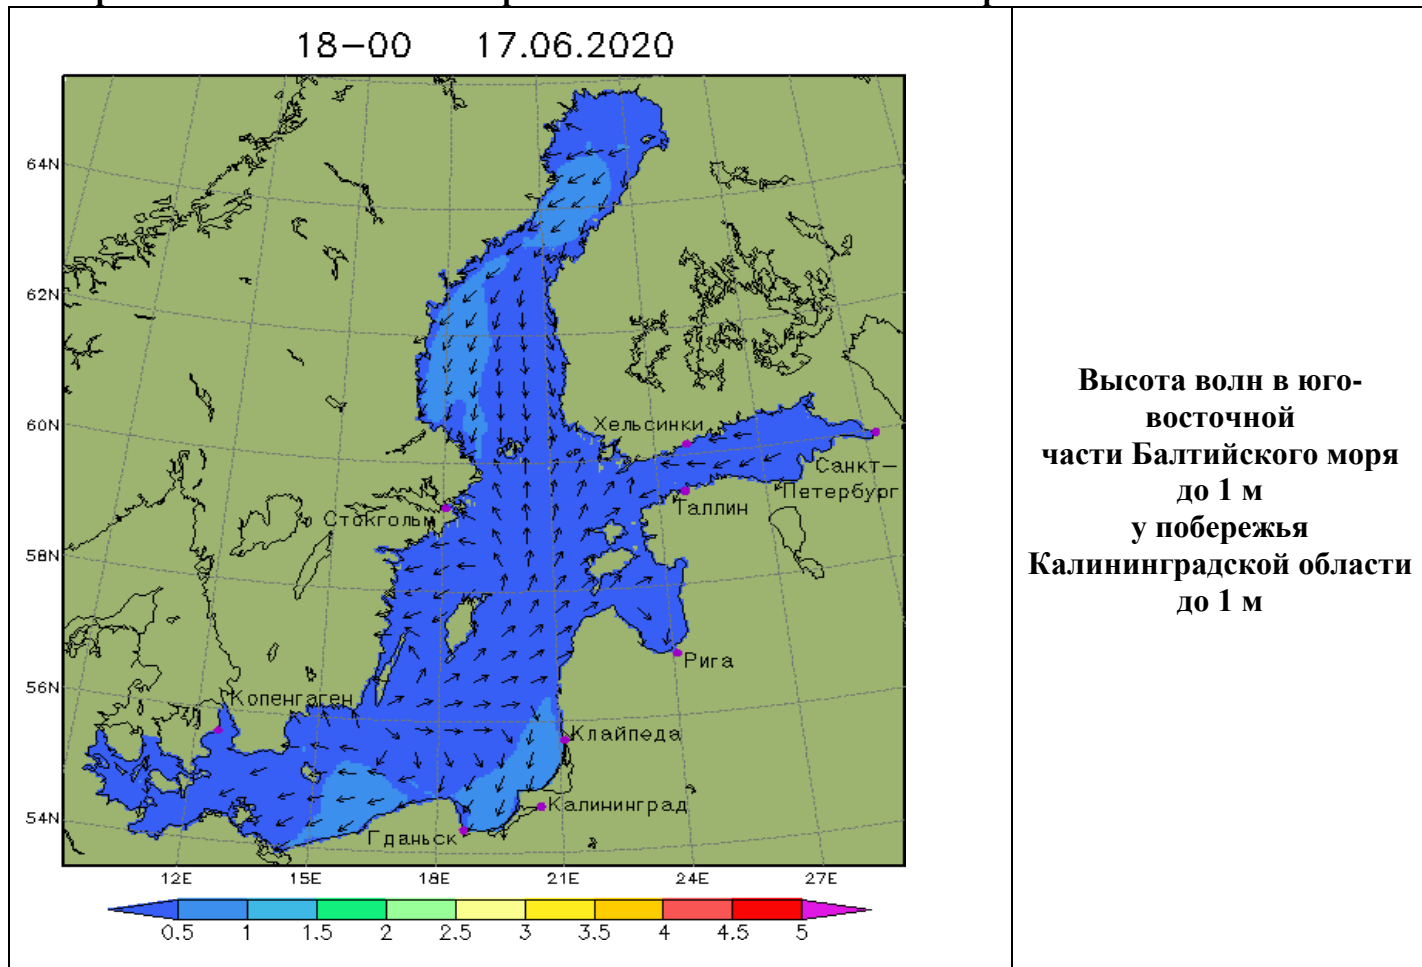 18-00 17.06.2020
64N
62N
60N
58N
56N
54N
Хельсинки
Санкт-
Петербург
Таллин
Стокгольм
Рига
Копенгаген
Клайпеда
Калининград
Гданьск
12E 15E 18E 21E 24E 27E
0.5 1 1.5 2 2.5 3 3.5 4 4.5 5
Высота волн в юго-
восточной
части Балтийского моря
до 1 м
у побережья
Калининградской области
до 1 м